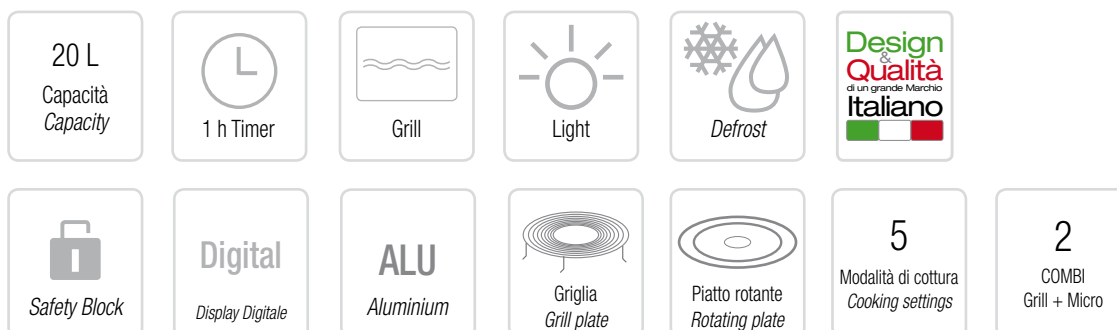 20 L
Capacità
Capacity
1 h Timer
Grill
Light
Defrost
Design
&
Qualità
di un grande Marchio
Italiano
Safety Block
Digital
Display Digitale
ALU
Aluminium
Griglia
Grill plate
Piatto rotante
Rotating plate
5
Modalità di cottura
Cooking settings
2
COMBI
Grill + Micro